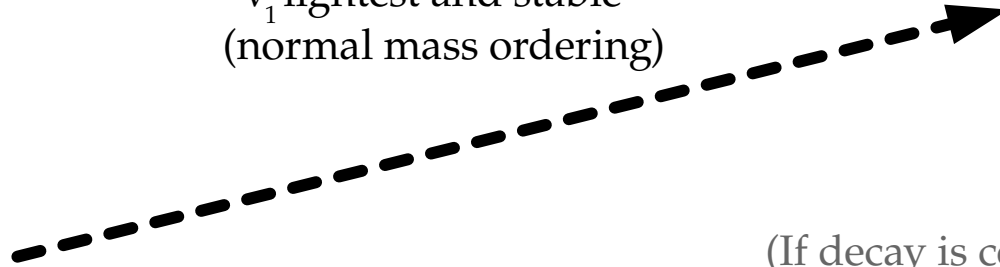 ν₁ lightest and stable
(normal mass ordering)
(If decay is